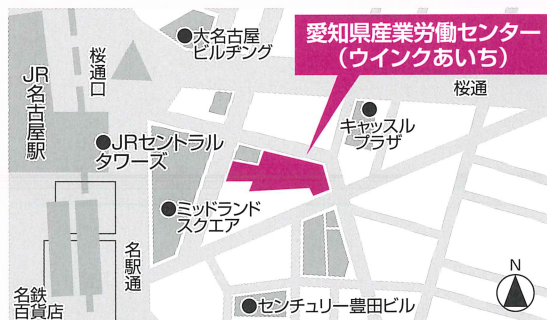 愛知県産業労働センター
（ウインクあいち）
●大名古屋
ビルヂング
桜通口
JR名古屋駅
桜通
●
キャッスル
プラザ
●JRセントラル
タワーズ
●ミッドランド
スクエア
名駅通
名鉄
百貨店
●センチュリー豊田ビル
N